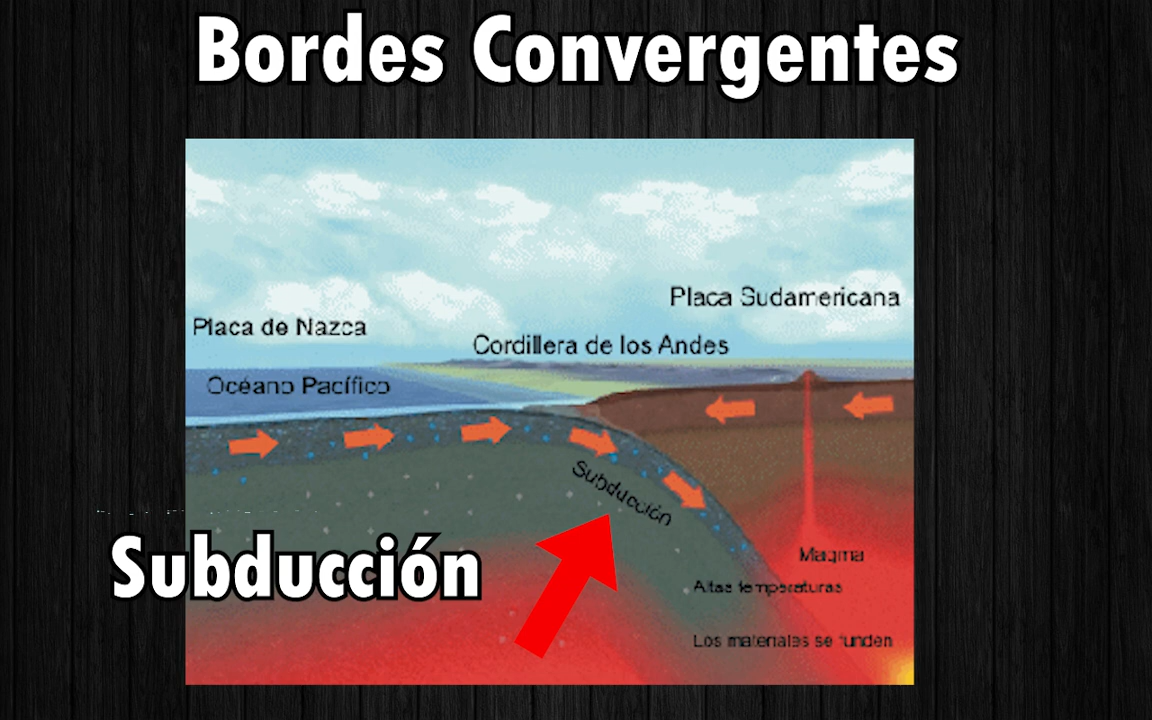 Bordes Convergentes
Placa Sudamericana
Placa de Nazca
Cordillera de los Andes
Océano Pacífico
Subducción
Subducción
Magma
Altas temperaturas
Los materiales se funden